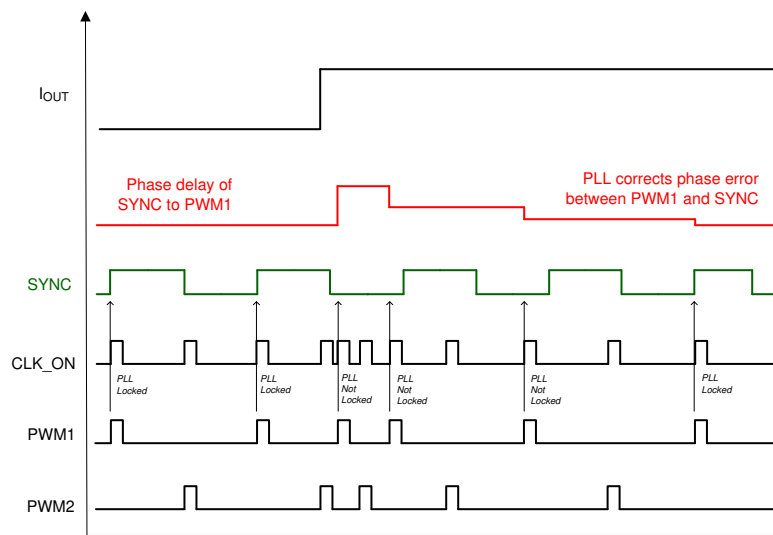 IOUT
Phase delay of
SYNC to PWM1
PLL corrects phase error
between PWM1 and SYNC
SYNC
CLK_ON
PLL
Locked
PLL
Locked
PLL
Not
Locked
PLL
Not
Locked
PLL
Not
Locked
PLL
Locked
PWM1
PWM2